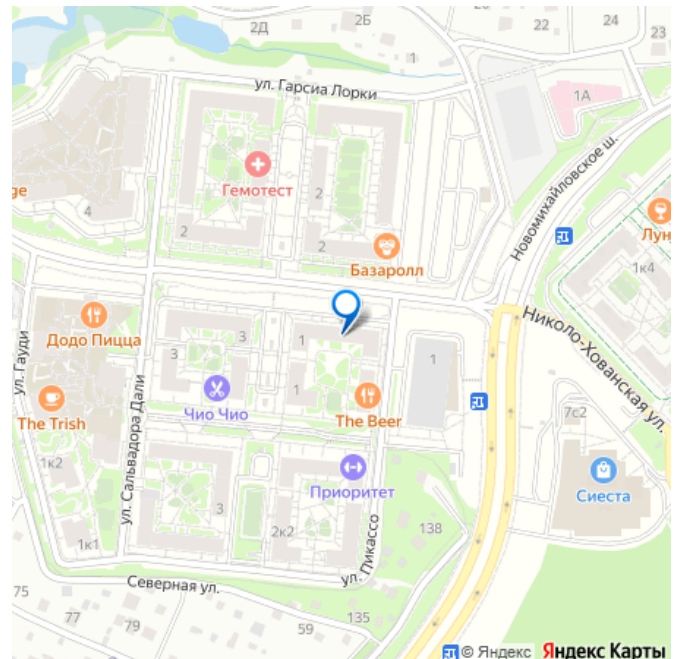 2Д
2Б
22
24
23
1
ул. Гарсиа Лорки
1А
Гемотест
Новомихайловское ш.
ge
4
2
2
2
Лун
Базаролл
1к4
Николо-Хованская ул.
Додо Пицца
ул. Гауди
3
1
1
3
1
Чио Чио
The Beer
The Trish
ул. Сальвадора Дали
7с2
1к2
Приоритет
Сиеста
3
2к2
138
1к1
ул. Пикассо
Северная ул.
75
77
79
59
135
© Яндекс Яндекс Карты